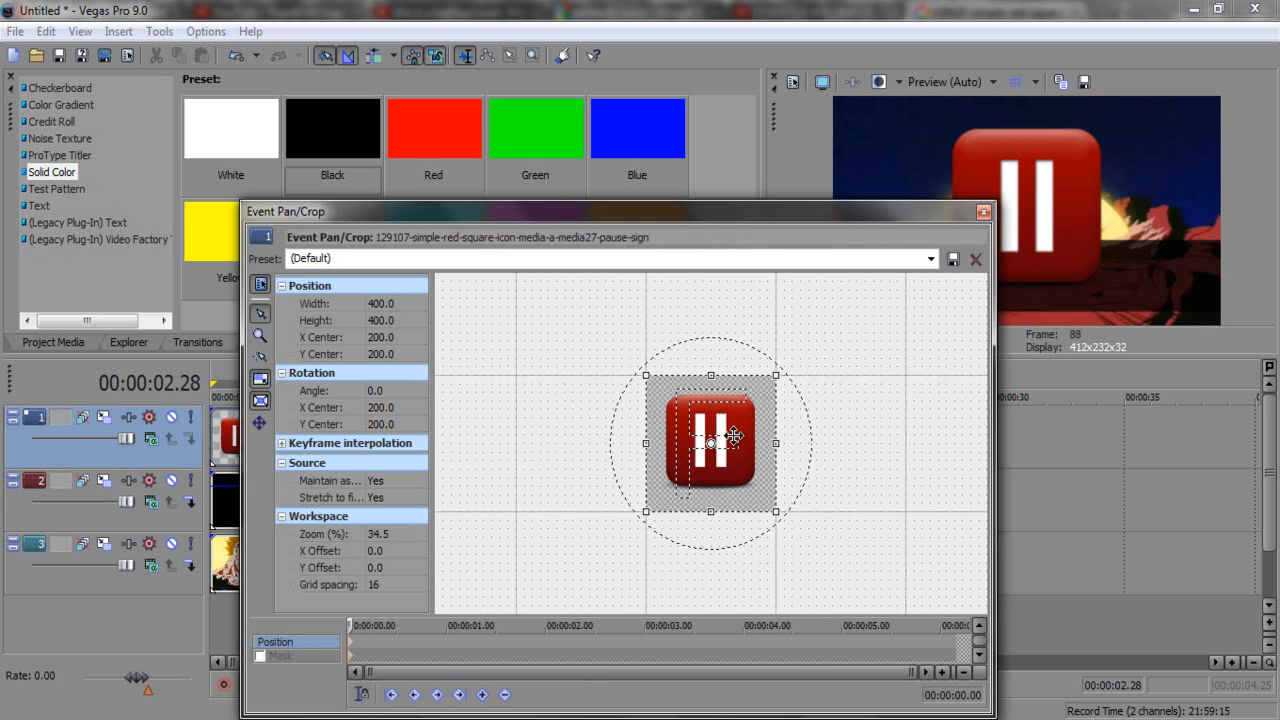 Untitled * - Vegas Pro 9.0
File Edit View Insert Tools Options Help
Preset:
Checkerboard
Color Gradient
Credit Roll
Noise Texture
ProType Titler
Solid Color
Test Pattern
Text
(Legacy Plug-In) Text
(Legacy Plug-In) Video Factory
White Black Red Green Blue
Yello
Project Media Explorer Transitions
Preview (Auto)
Frame: 88
Display: 412x232x32
Event Pan/Crop
1 Event Pan/Crop: 129107-simple-red-square-icon-media-a-media27-pause-sign
Preset: (Default)
Position
Width: 400.0
Height: 400.0
X Center: 200.0
Y Center: 200.0
Rotation
Angle: 0.0
X Center: 200.0
Y Center: 200.0
Keyframe interpolation
Source
Maintain as... Yes
Stretch to fi... Yes
Workspace
Zoom (%): 34.5
X Offset: 0.0
Y Offset: 0.0
Grid spacing: 16
00:00:00.00 00:00:01.00 00:00:02.00 00:00:03.00 00:00:04.00 00:00:05.00 00:00:
Position
Mask
00:00:00.00
00:00:02.28
00:0
1
2
3
Rate: 0.00
00:00:30 00:00:35
00:00:02.28 00:00:04.25
Record Time (2 channels): 21:59:15